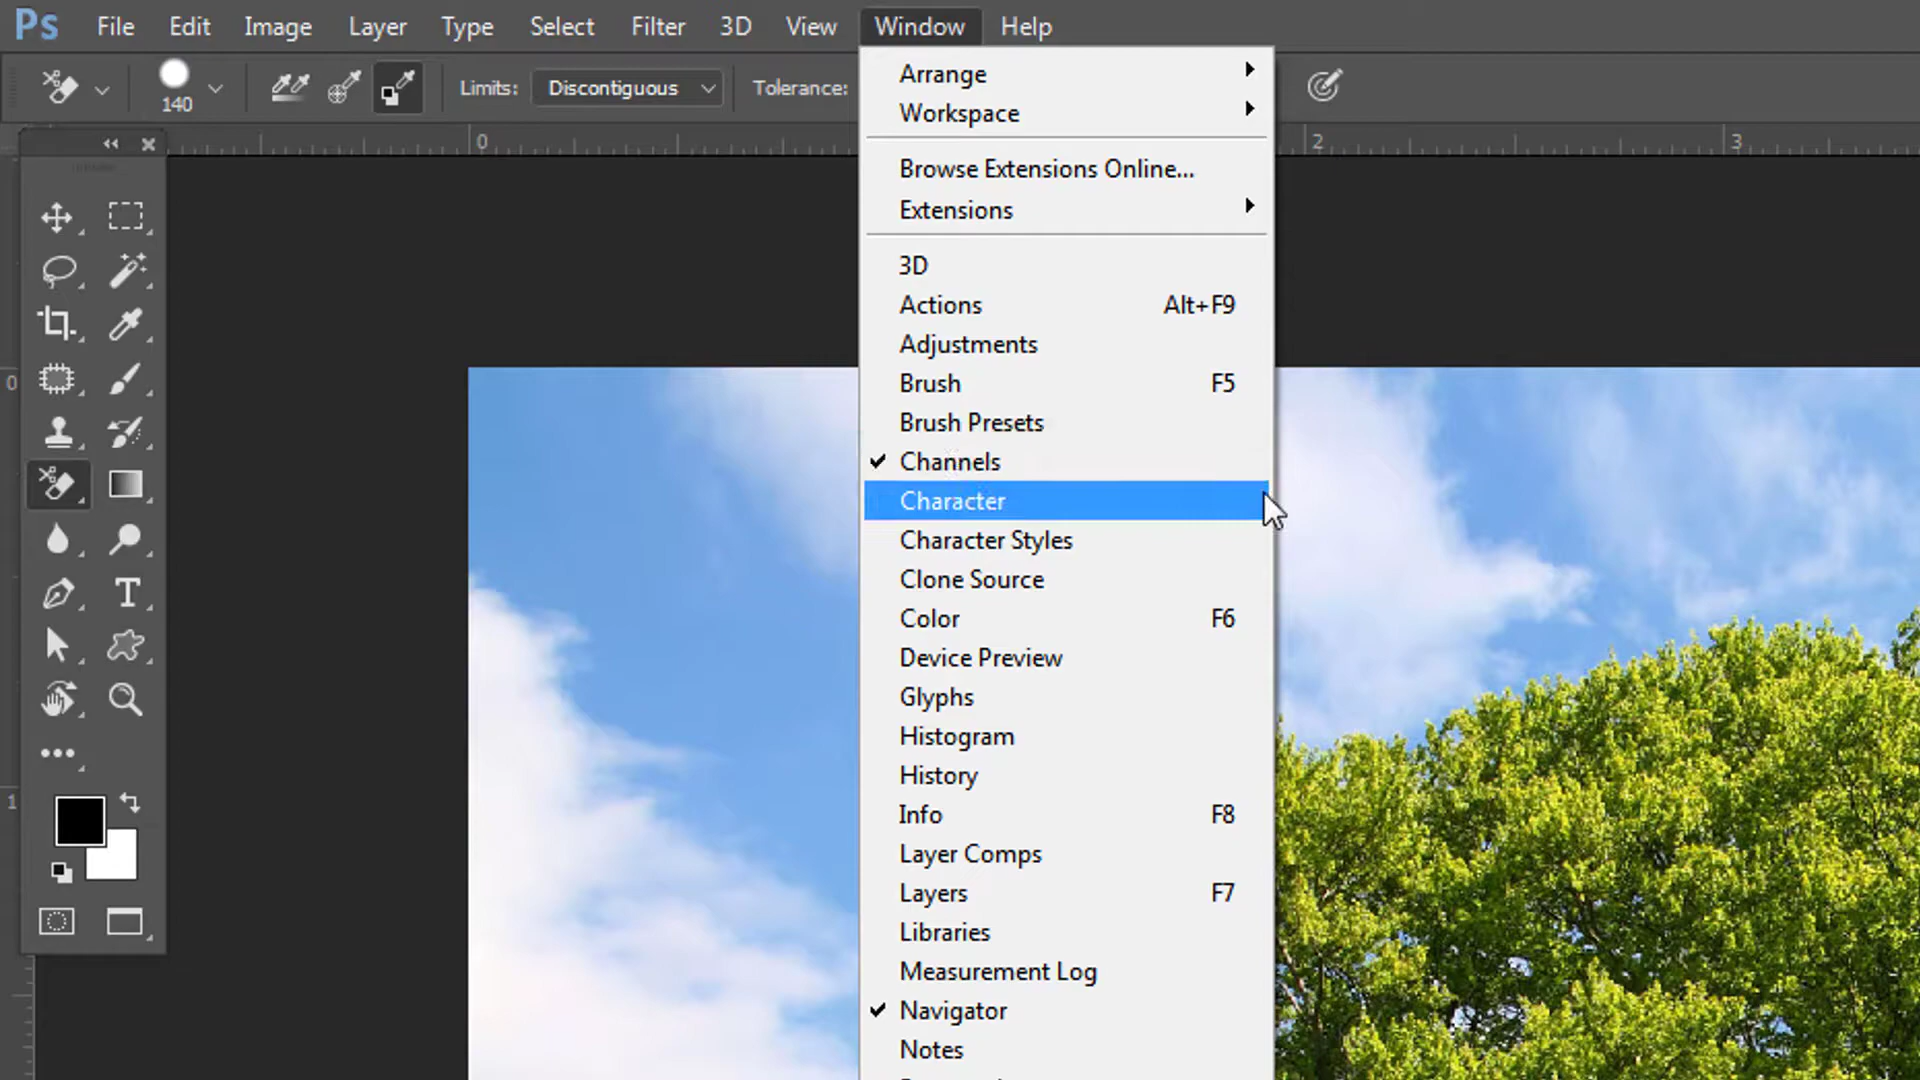 Ps File Edit Image Layer Type Select Filter 3D View Window Help
140 Limits: Discontiguous Tolerance:
0 2 3
0
1
T
Arrange
Workspace
Browse Extensions Online...
Extensions
3D
Actions Alt+F9
Adjustments
Brush F5
Brush Presets
Channels
Character
Character Styles
Clone Source
Color F6
Device Preview
Glyphs
Histogram
History
Info F8
Layer Comps
Layers F7
Libraries
Measurement Log
Navigator
Notes